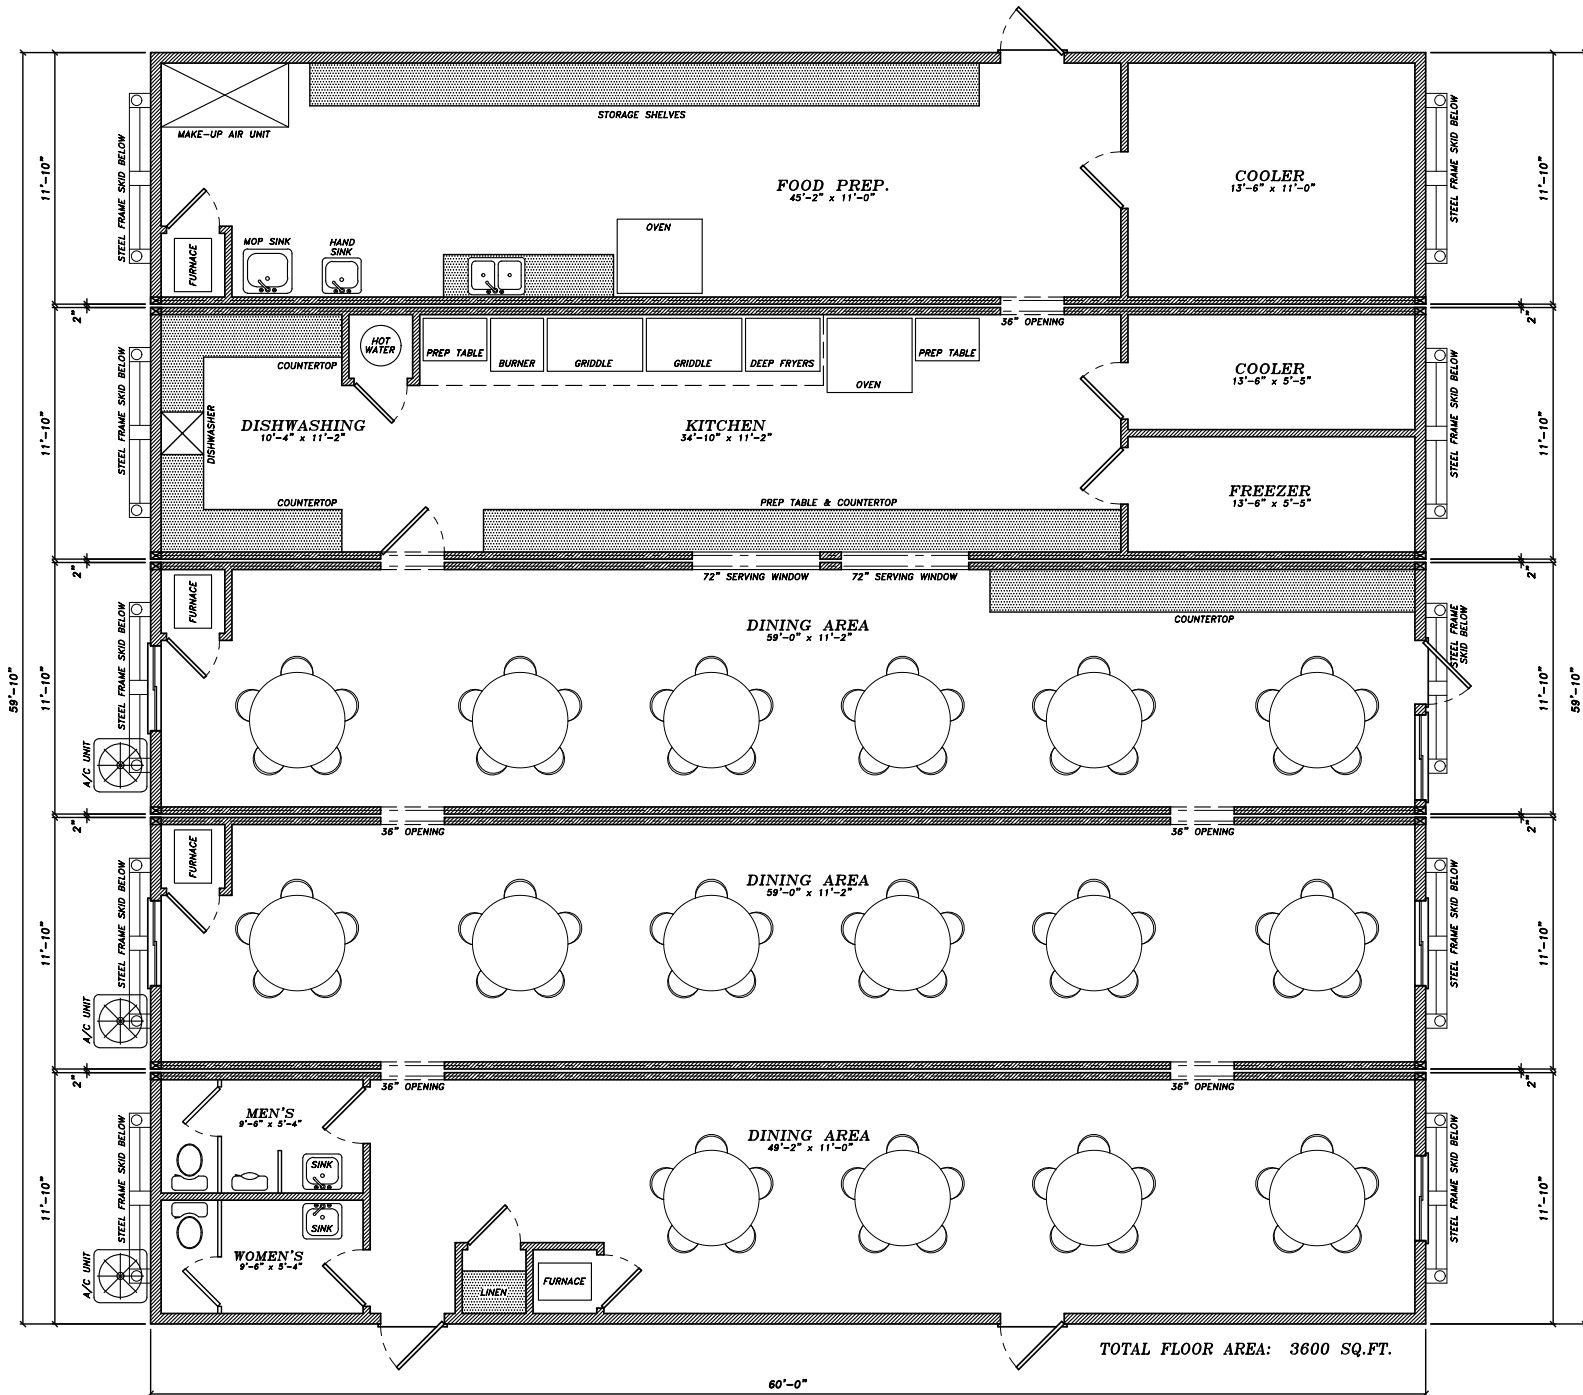 STORAGE SHELVES
MAKE-UP AIR UNIT
FOOD PREP.
45'-2" x 11'-0"
COOLER
13'-6" x 11'-0"
STEEL FRAME SKID BELOW
STEEL FRAME SKID BELOW
11'-10"
11'-10"
OVEN
MOP SINK
HAND
SINK
FURNACE
2"
2"
36" OPENING
HOT
WATER
PREP TABLE
BURNER
GRIDDLE
GRIDDLE
DEEP FRYERS
PREP TABLE
OVEN
COUNTERTOP
COOLER
13'-6" x 5'-5"
DISHWASHER
DISHWASHING
10'-4" x 11'-2"
KITCHEN
34'-10" x 11'-2"
STEEL FRAME SKID BELOW
STEEL FRAME SKID BELOW
11'-10"
11'-10"
FREEZER
13'-6" x 5'-5"
COUNTERTOP
PREP TABLE & COUNTERTOP
2"
2"
72" SERVING WINDOW
72" SERVING WINDOW
FURNACE
COUNTERTOP
DINING AREA
59'-0" x 11'-2"
STEEL FRAME SKID BELOW
STEEL FRAME
SKID BELOW
59'-10"
11'-10"
11'-10"
59'-10"
A/C UNIT
2"
2"
36" OPENING
36" OPENING
FURNACE
DINING AREA
59'-0" x 11'-2"
STEEL FRAME SKID BELOW
STEEL FRAME SKID BELOW
11'-10"
11'-10"
A/C UNIT
2"
2"
36" OPENING
36" OPENING
MEN'S
9'-6" x 5'-4"
DINING AREA
49'-2" x 11'-0"
SINK
STEEL FRAME SKID BELOW
STEEL FRAME SKID BELOW
11'-10"
11'-10"
SINK
WOMEN'S
9'-6" x 5'-4"
A/C UNIT
LINEN
FURNACE
TOTAL FLOOR AREA: 3600 SQ.FT.
60'-0"